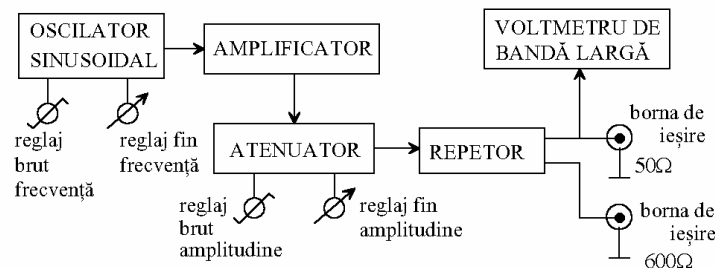 OSCILATOR
SINUSOIDAL
AMPLIFICATOR
VOLTMETRU DE
BANDĂ LARGĂ
reglaj
brut
frecvență
reglaj fin
frecvență
ATENUATOR
REPETOR
borna de
ieșire
50Ω
reglaj
brut
amplitudine
reglaj fin
amplitudine
borna de
ieșire
600Ω